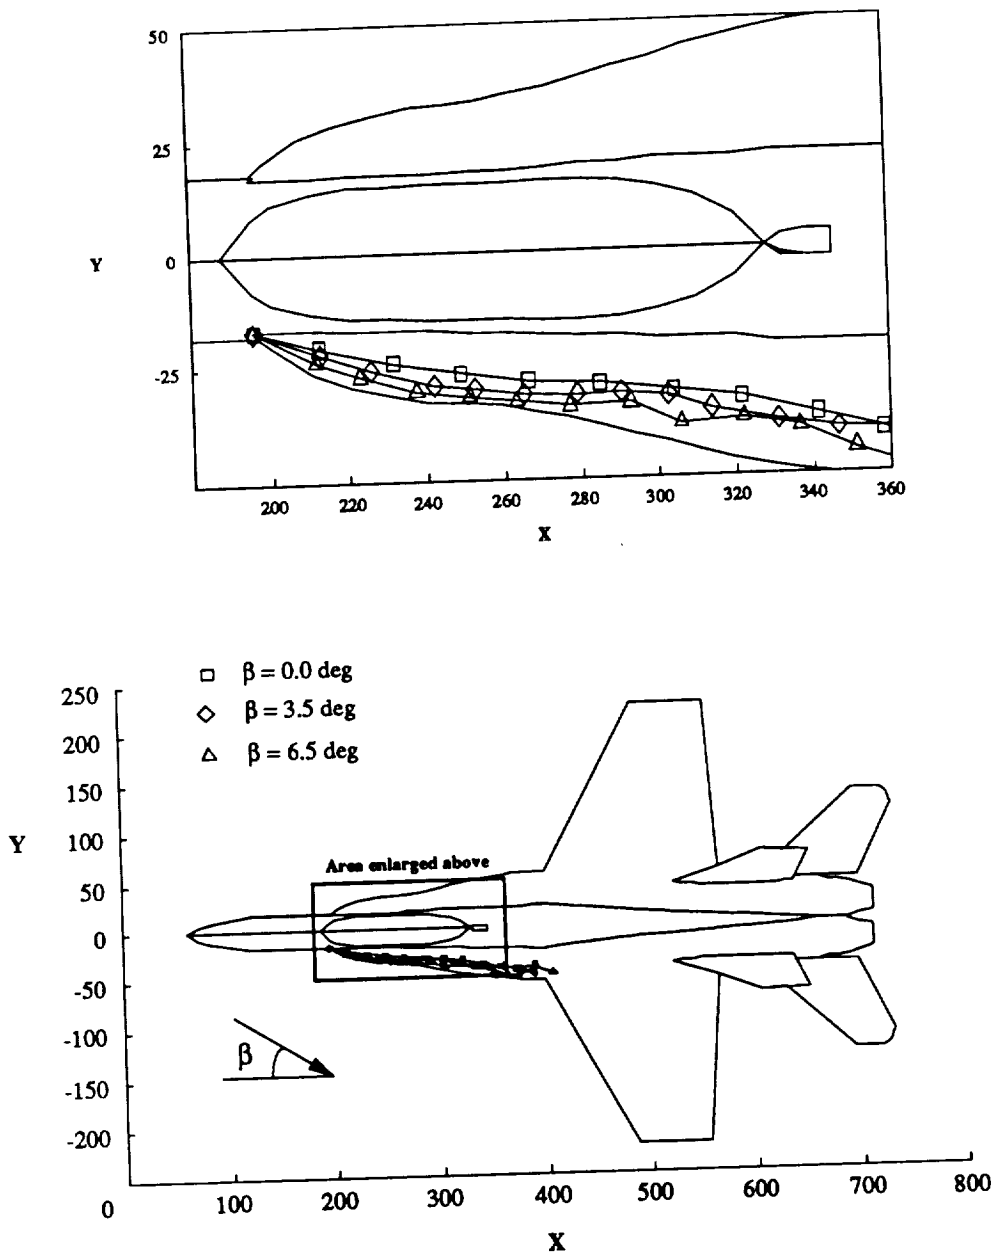 50
25
Y
0
-25
200 220 240 260 280 300 320 340 360
X
β = 0.0 deg
β = 3.5 deg
β = 6.5 deg
250
200
150
100
Y
Area enlarged above
50
0
-50
-100
β
-150
-200
0 100 200 300 400 500 600 700 800
X